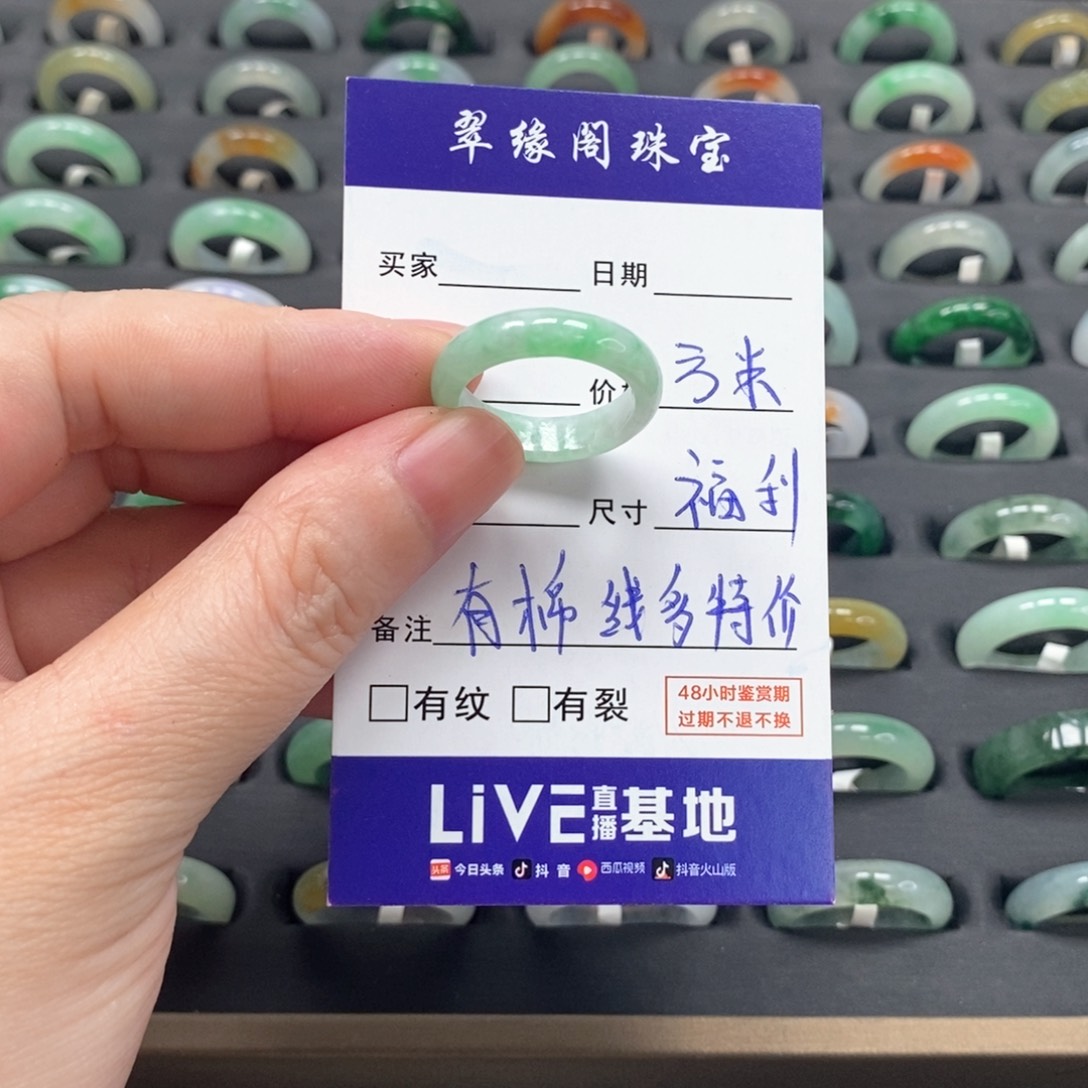 翠缘阁珠宝
买家 日期
价 方米
尺寸 福利
备注 有棉 线多特价
有纹 有裂
48小时鉴赏期
过期不退不换
LiVE直播基地
头条 今日头条 抖音 西瓜视频 抖音火山版